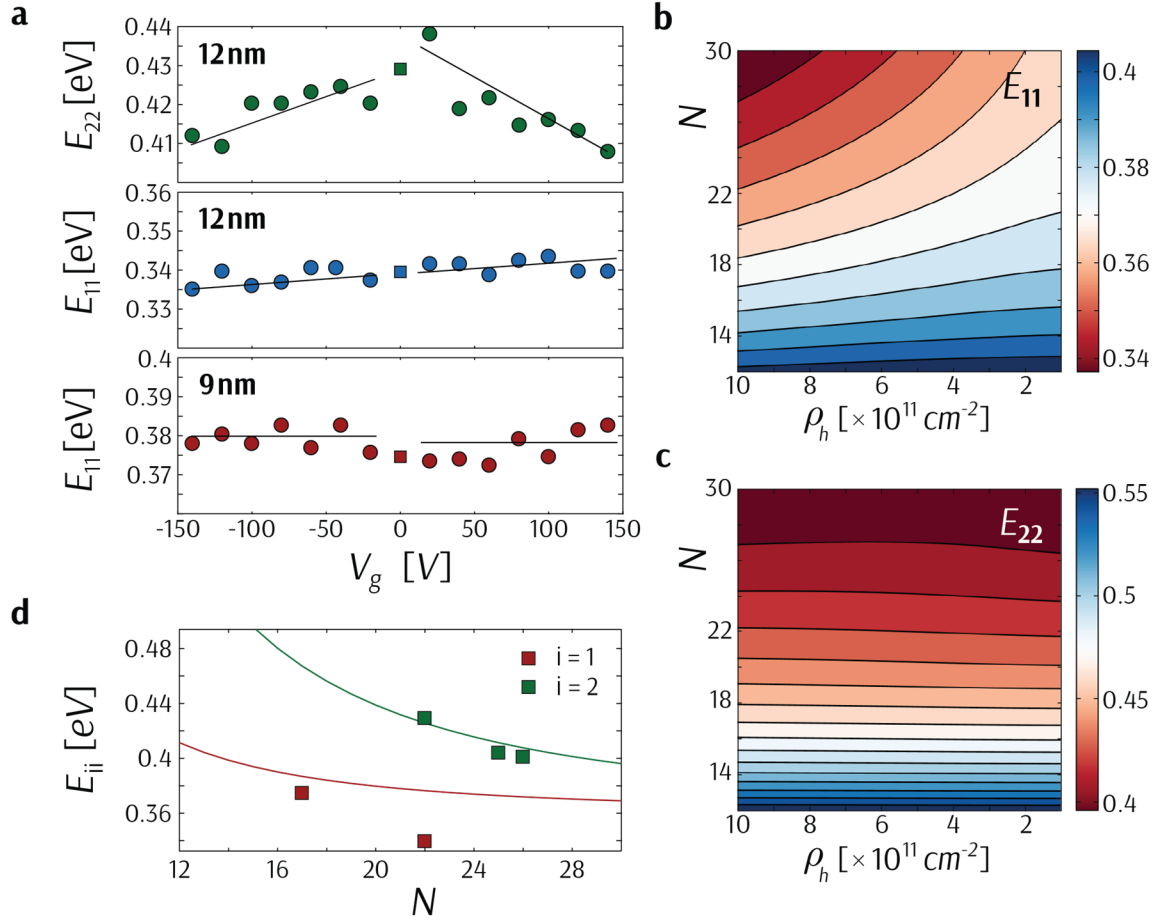 a
0.44
0.43
0.42
0.41
E22 [eV]
12nm
0.36
0.35
0.34
0.33
E11 [eV]
12nm
0.4
0.39
0.38
0.37
E11 [eV]
9nm
-150 -100 -50 0 50 100 150
Vg [V]
b
30
22
18
14
N
E11
10 8 6 4 2
ρh [×10^11 cm^-2]
0.4
0.38
0.36
0.34
c
30
22
18
14
N
E22
10 8 6 4 2
ρh [×10^11 cm^-2]
0.55
0.5
0.45
0.4
d
0.48
0.44
0.4
0.36
Eii [eV]
i = 1
i = 2
12 16 20 24 28
N